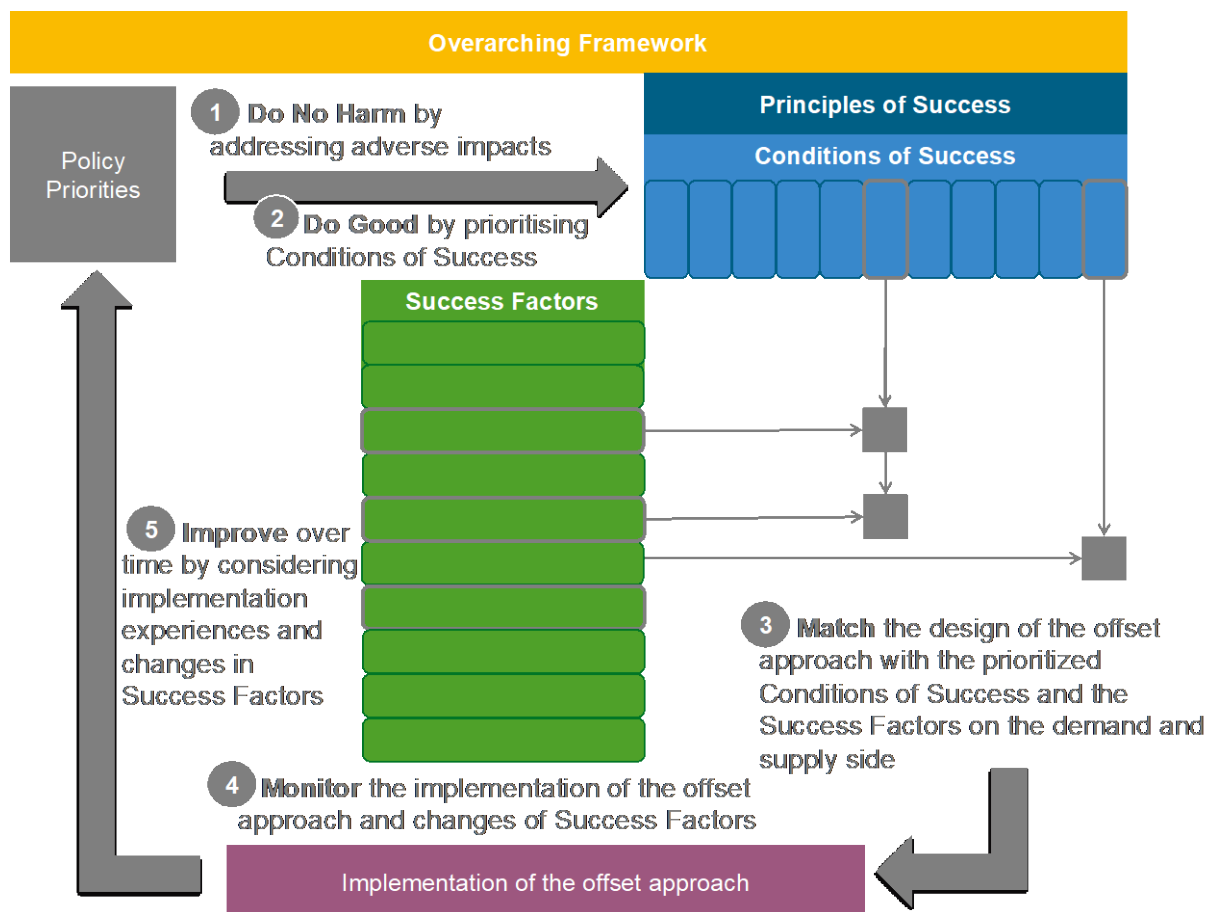 Overarching Framework
Policy
Priorities
1 Do No Harm by
addressing adverse impacts
2 Do Good by prioritising
Conditions of Success
Principles of Success
Conditions of Success
Success Factors
3 Match the design of the offset
approach with the prioritized
Conditions of Success and the
Success Factors on the demand and
supply side
4 Monitor the implementation of the offset
approach and changes of Success Factors
Implementation of the offset approach
5 Improve over
time by considering
implementation
experiences and
changes in
Success Factors